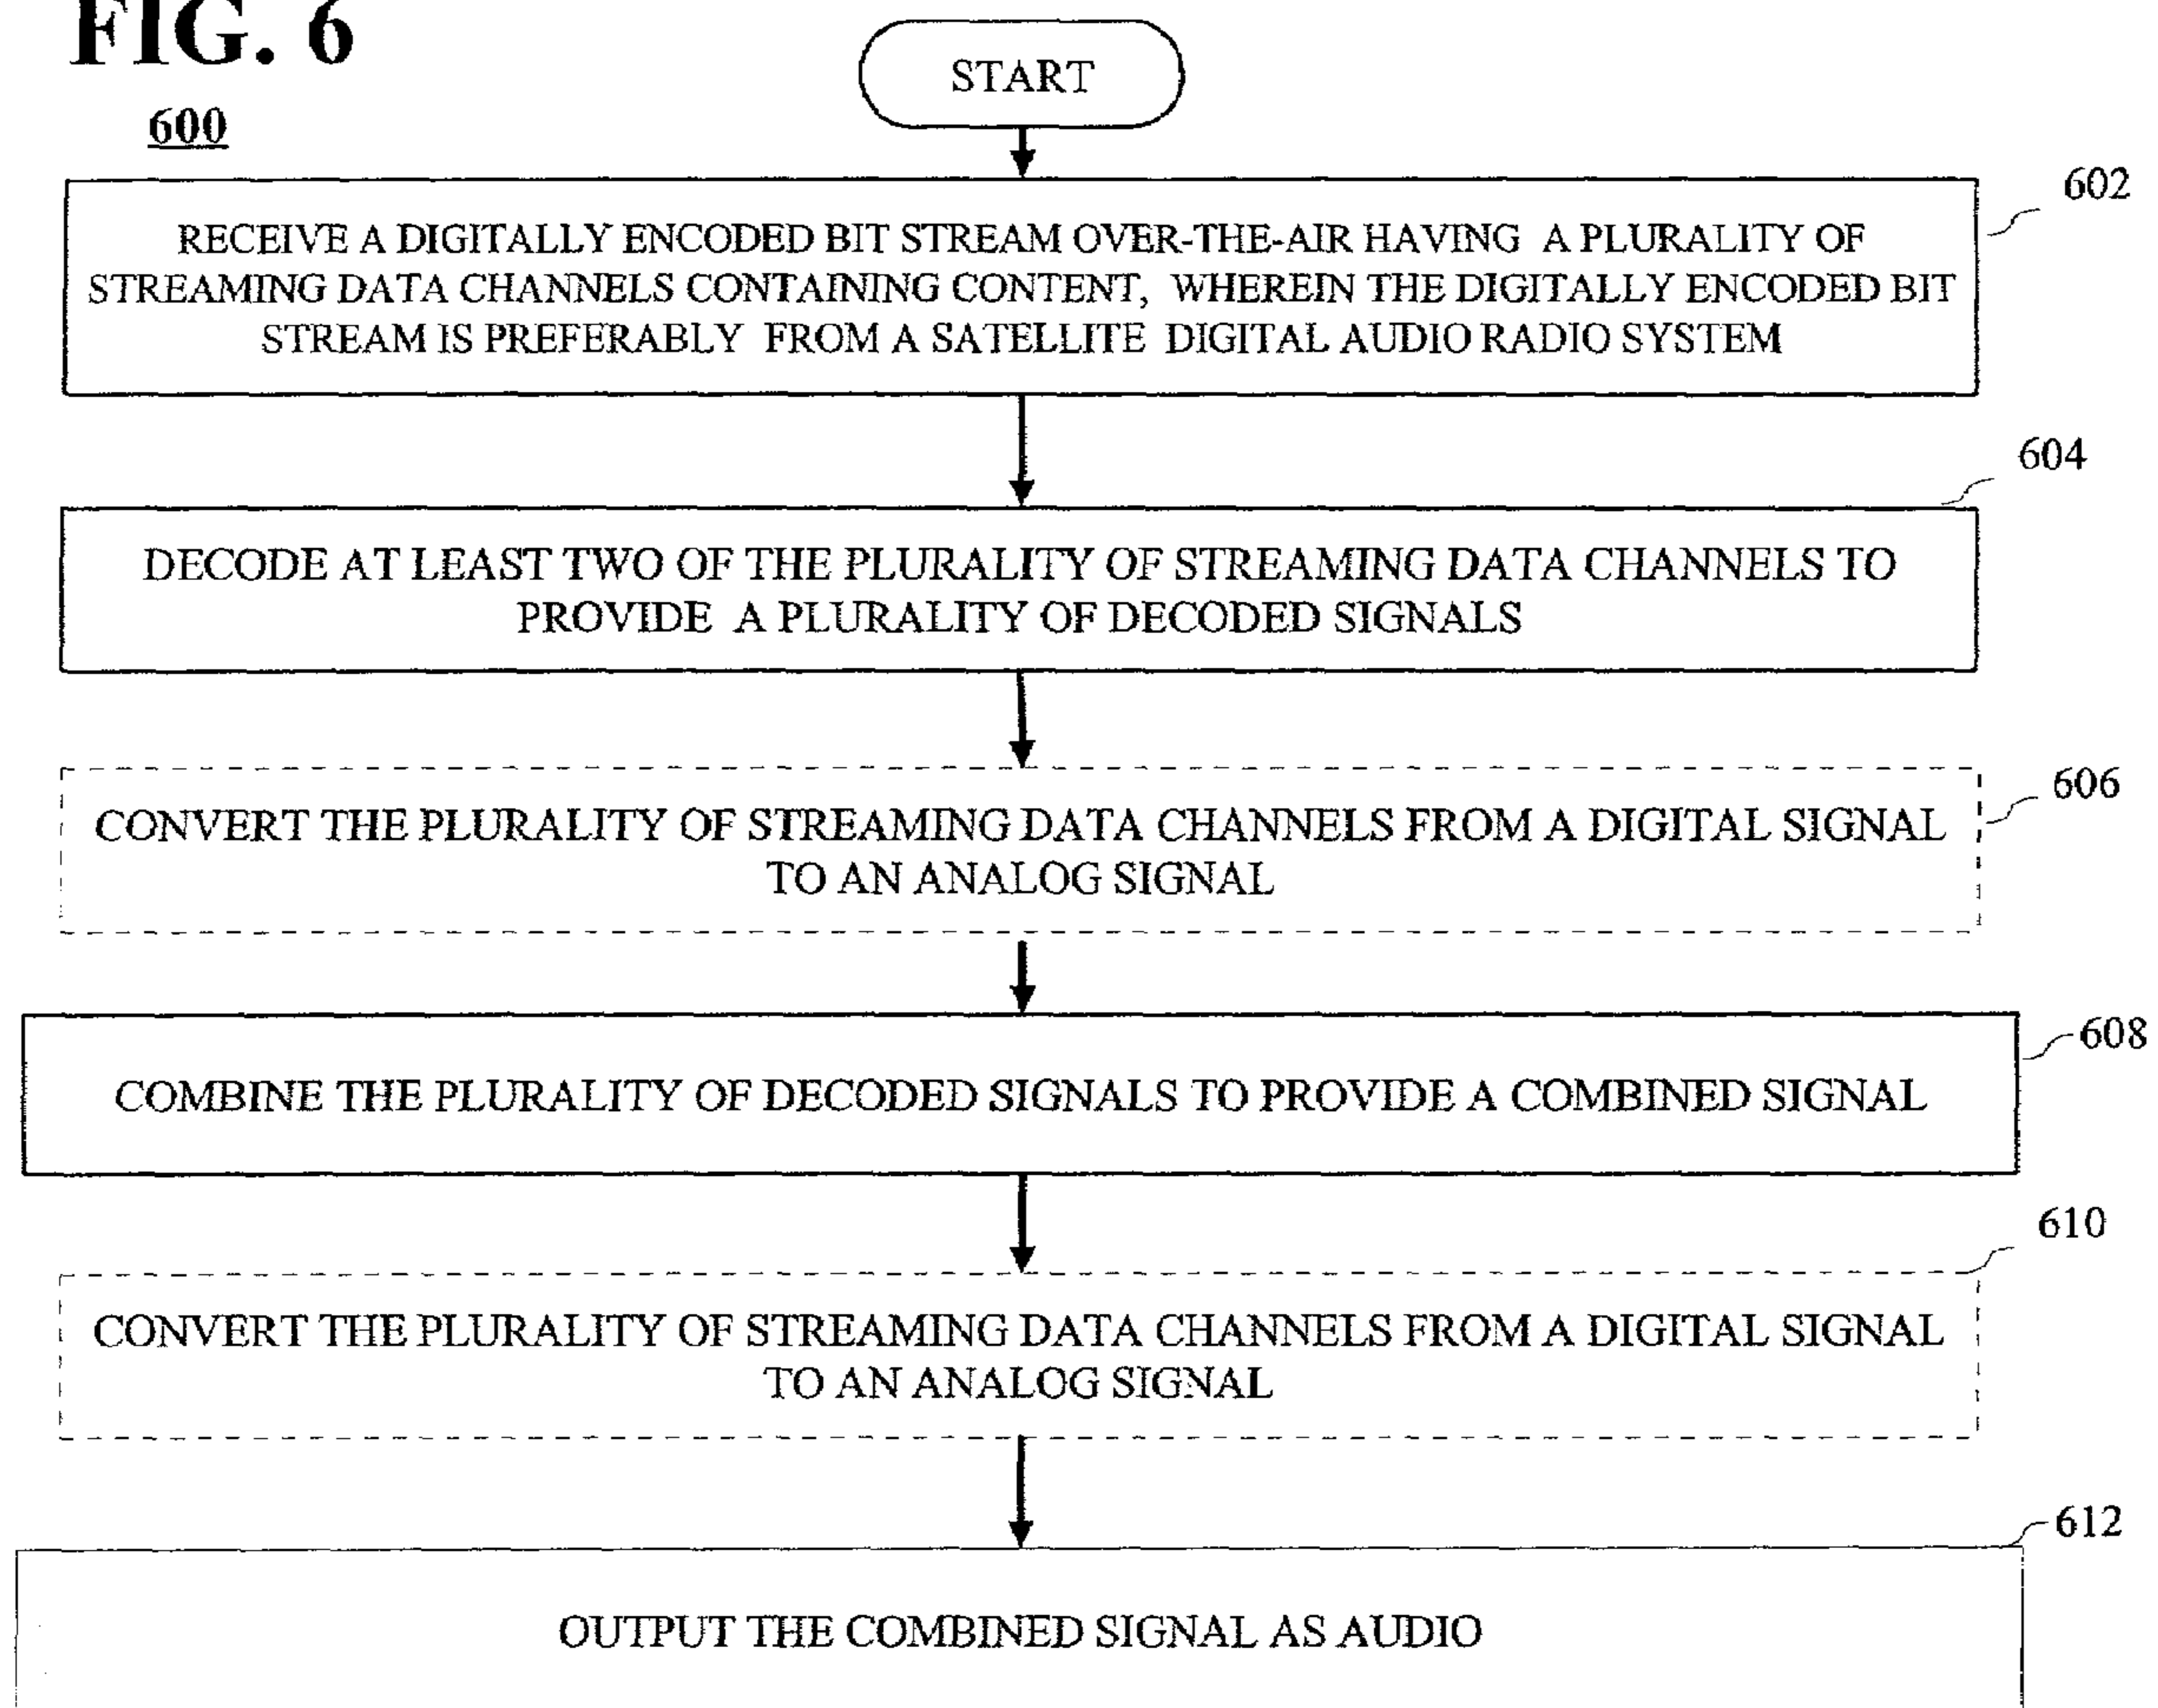 FIG. 6
600
START
602
RECEIVE A DIGITALLY ENCODED BIT STREAM OVER-THE-AIR HAVING A PLURALITY OF
STREAMING DATA CHANNELS CONTAINING CONTENT, WHEREIN THE DIGITALLY ENCODED BIT
STREAM IS PREFERABLY FROM A SATELLITE DIGITAL AUDIO RADIO SYSTEM
604
DECODE AT LEAST TWO OF THE PLURALITY OF STREAMING DATA CHANNELS TO
PROVIDE A PLURALITY OF DECODED SIGNALS
606
CONVERT THE PLURALITY OF STREAMING DATA CHANNELS FROM A DIGITAL SIGNAL
TO AN ANALOG SIGNAL
608
COMBINE THE PLURALITY OF DECODED SIGNALS TO PROVIDE A COMBINED SIGNAL
610
CONVERT THE PLURALITY OF STREAMING DATA CHANNELS FROM A DIGITAL SIGNAL
TO AN ANALOG SIGNAL
612
OUTPUT THE COMBINED SIGNAL AS AUDIO